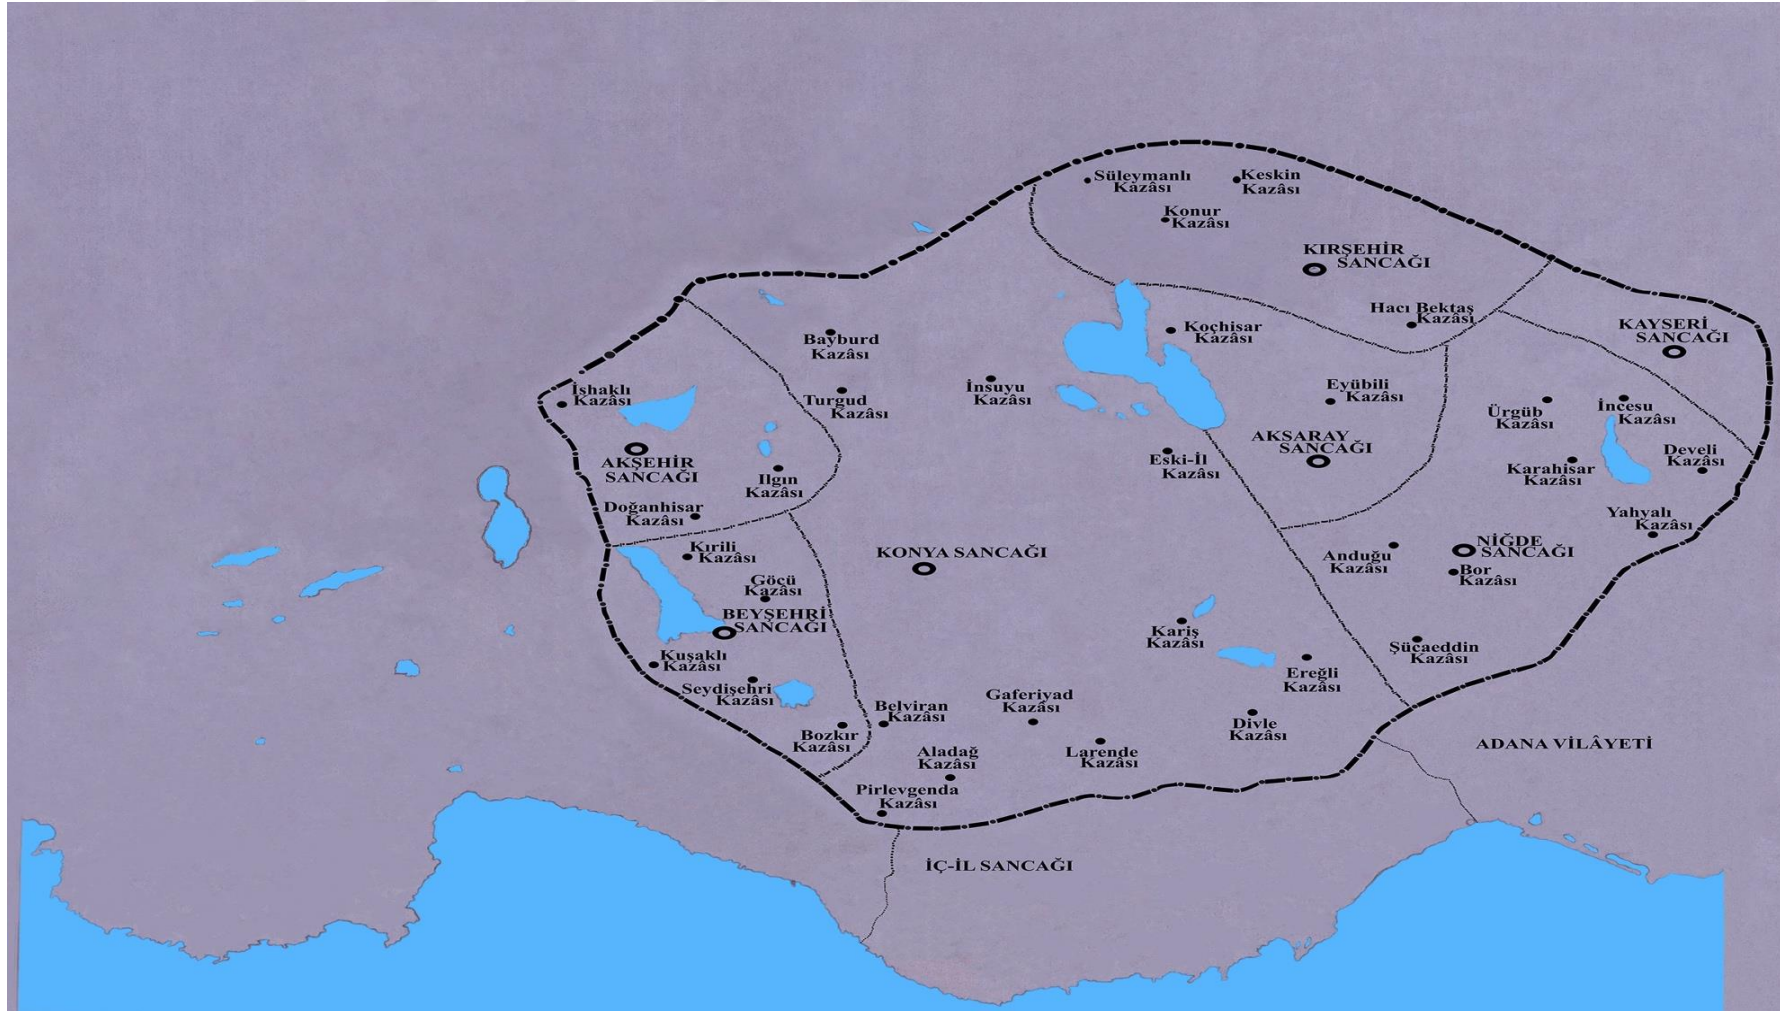 Süleymanlı
Kazâsı
Keskin
Kazâsı
Konur
Kazâsı
KIRŞEHİR
SANCAĞI
Hacı Bektaş
Kazâsı
KAYSERİ
SANCAĞI
Koçhisar
Kazâsı
Bayburd
Kazâsı
İnsuyu
Kazâsı
Turgud
Kazâsı
İshaklı
Kazâsı
Eyübili
Kazâsı
Ürgüb
Kazâsı
İncesu
Kazâsı
AKSARAY
SANCAĞI
Eski-İl
Kazâsı
Karahisar
Kazâsı
Develi
Kazâsı
AKŞEHİR
SANCAĞI
Ilgın
Kazâsı
Doğanhisar
Kazâsı
Yahyalı
Kazâsı
Kırili
Kazâsı
KONYA SANCAĞI
Anduğu
Kazâsı
NİĞDE
SANCAĞI
Bor
Kazâsı
Göçü
Kazâsı
BEYŞEHRİ
SANCAĞI
Kariş
Kazâsı
Şücaeddin
Kazâsı
Kuşaklı
Kazâsı
Seydişehri
Kazâsı
Ereğli
Kazâsı
Gaferiyad
Kazâsı
Belviran
Kazâsı
Bozkır
Kazâsı
Divle
Kazâsı
Aladağ
Kazâsı
Larende
Kazâsı
ADANA VİLÂYETİ
Pirlevgenda
Kazâsı
İÇ-İL SANCAĞI